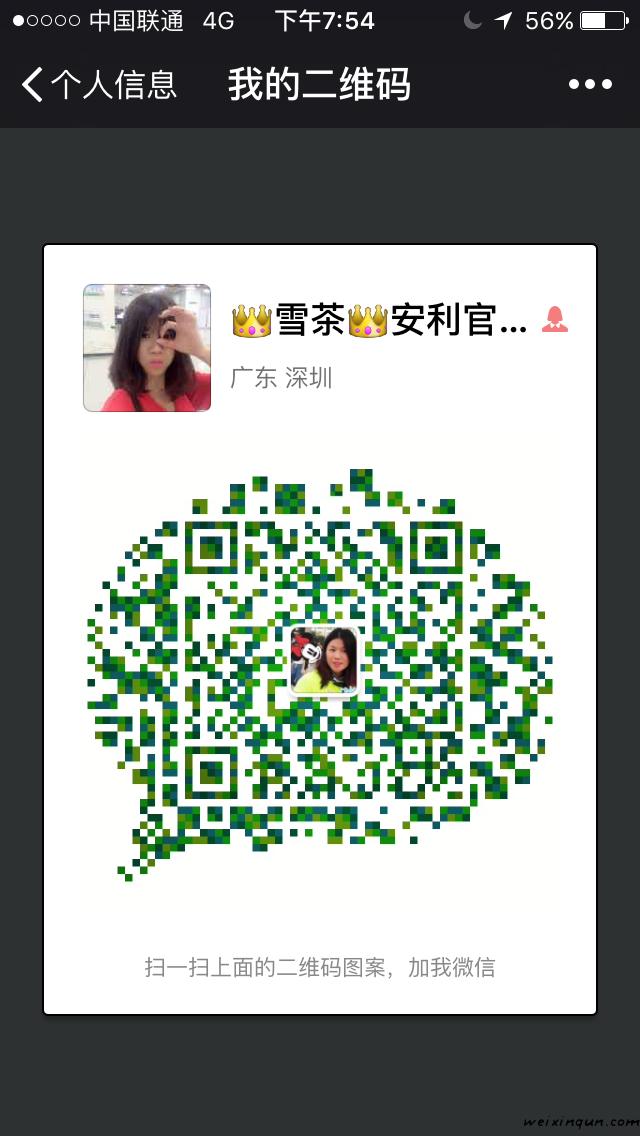 中国联通 4G 下午7:54 56%
个人信息 我的二维码
👑雪茶👑安利官...
广东 深圳
扫一扫上面的二维码图案，加我微信
weixinqun.com